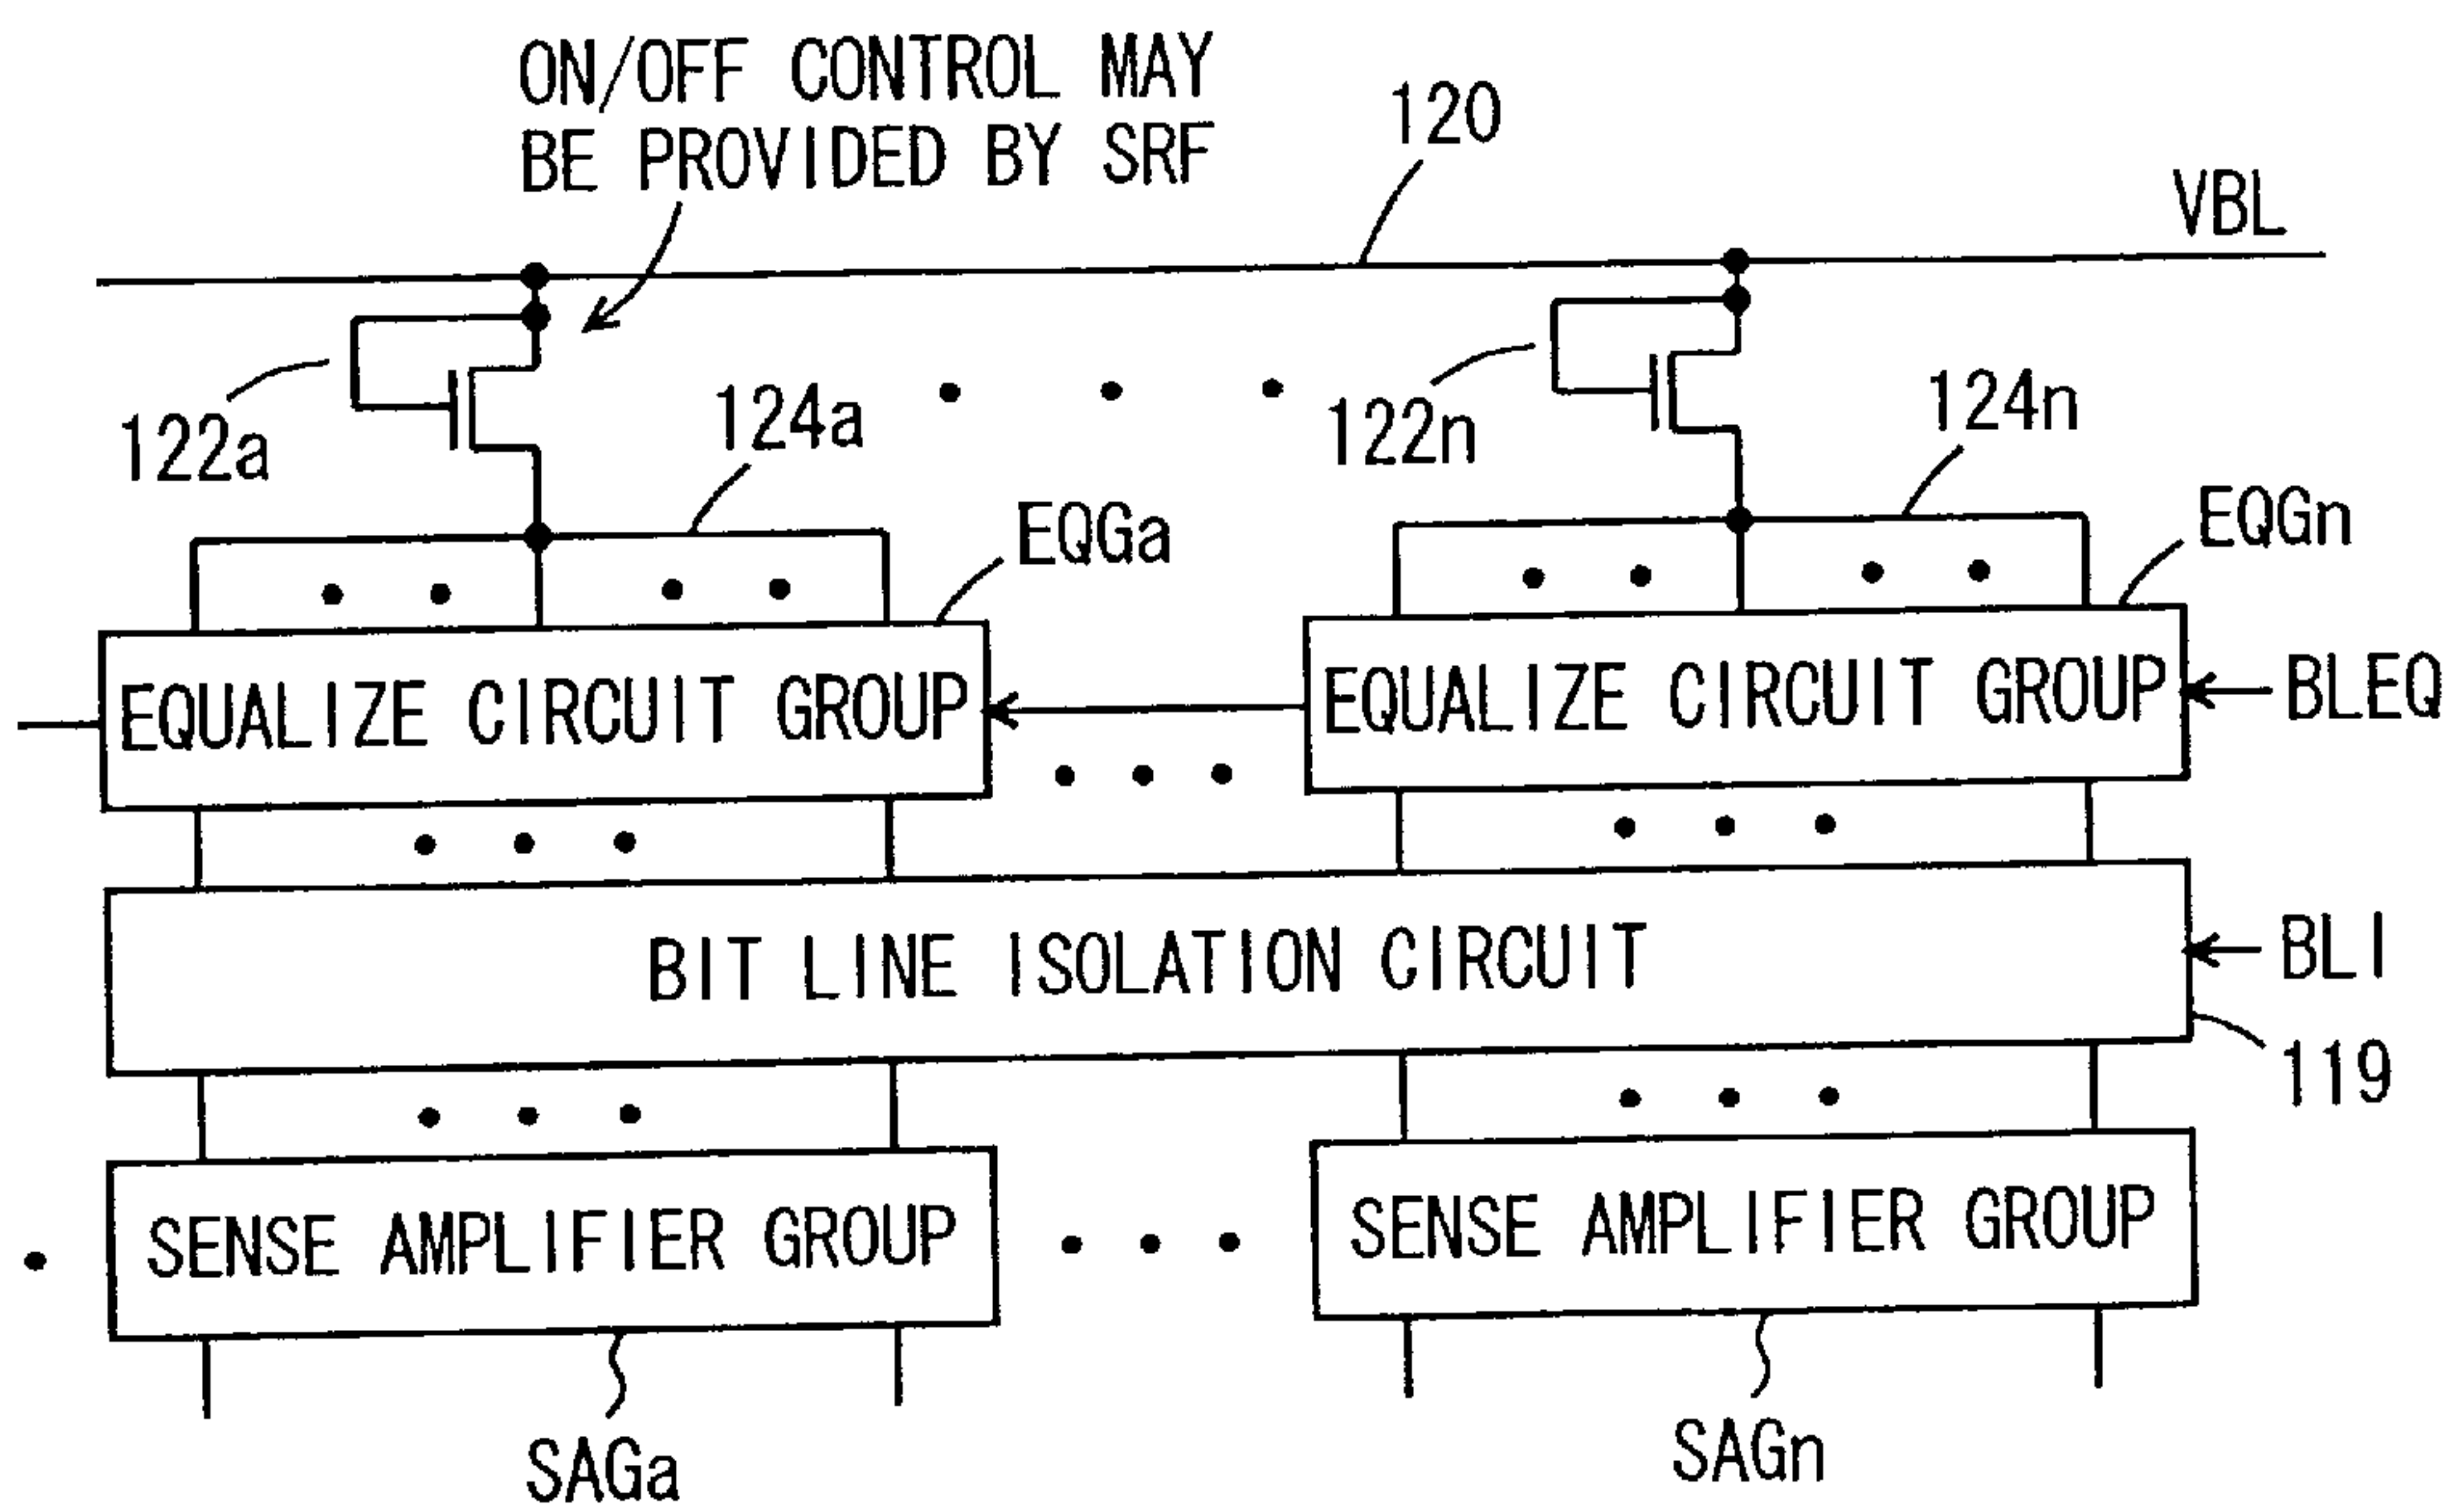 ON/OFF CONTROL MAY
BE PROVIDED BY SRF
120
VBL
122a
124a
122n
124n
EQGa
EQGn
EQUALIZE CIRCUIT GROUP
EQUALIZE CIRCUIT GROUP
BLEQ
BIT LINE ISOLATION CIRCUIT
BLI
119
SENSE AMPLIFIER GROUP
SENSE AMPLIFIER GROUP
SAGa
SAGn